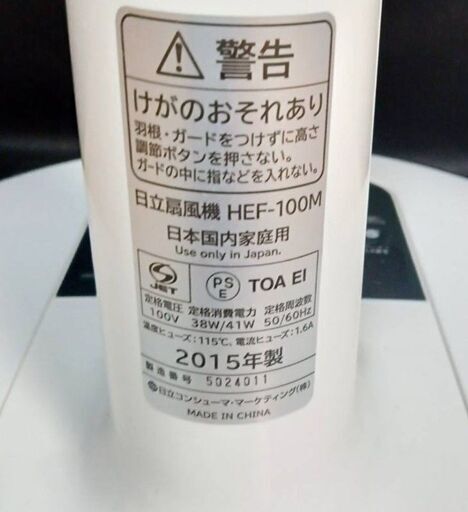 警告
けがのおそれあり
羽根・ガードをつけずに高さ
調節ボタンを押さない。
ガードの中に指などを入れない。
日立扇風機 HEF-100M
日本国内家庭用
Use only in Japan.
JET PS E TOA EI
定格電圧 定格消費電力 定格周波数
100V 38W/41W 50/60Hz
温度ヒューズ:115℃、電流ヒューズ:1.6A
2015年製
製造番号 5024011
日立コンシューマ・マーケティング(株)
MADE IN CHINA